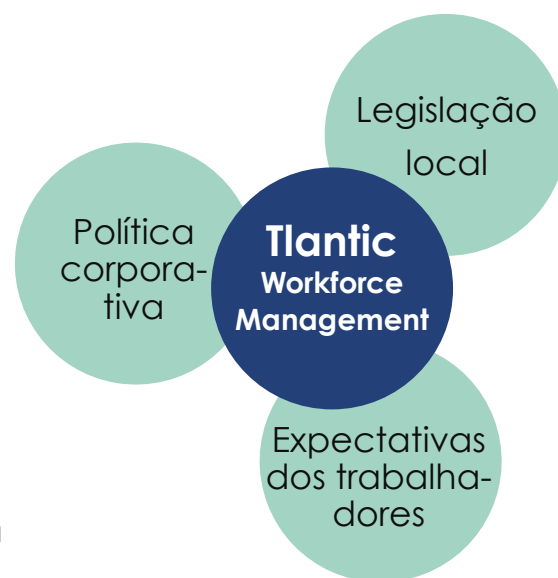 Legislação
local
Política
corpora-
tiva
Tlantic
Workforce
Management
Expectativas
dos trabalha-
dores